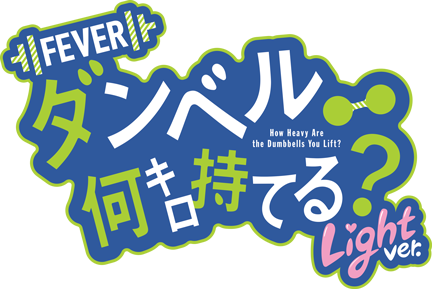 FEVER
ダンベル
How Heavy Are
the Dumbbells You Lift?
何キロ持てる?
Light
ver.